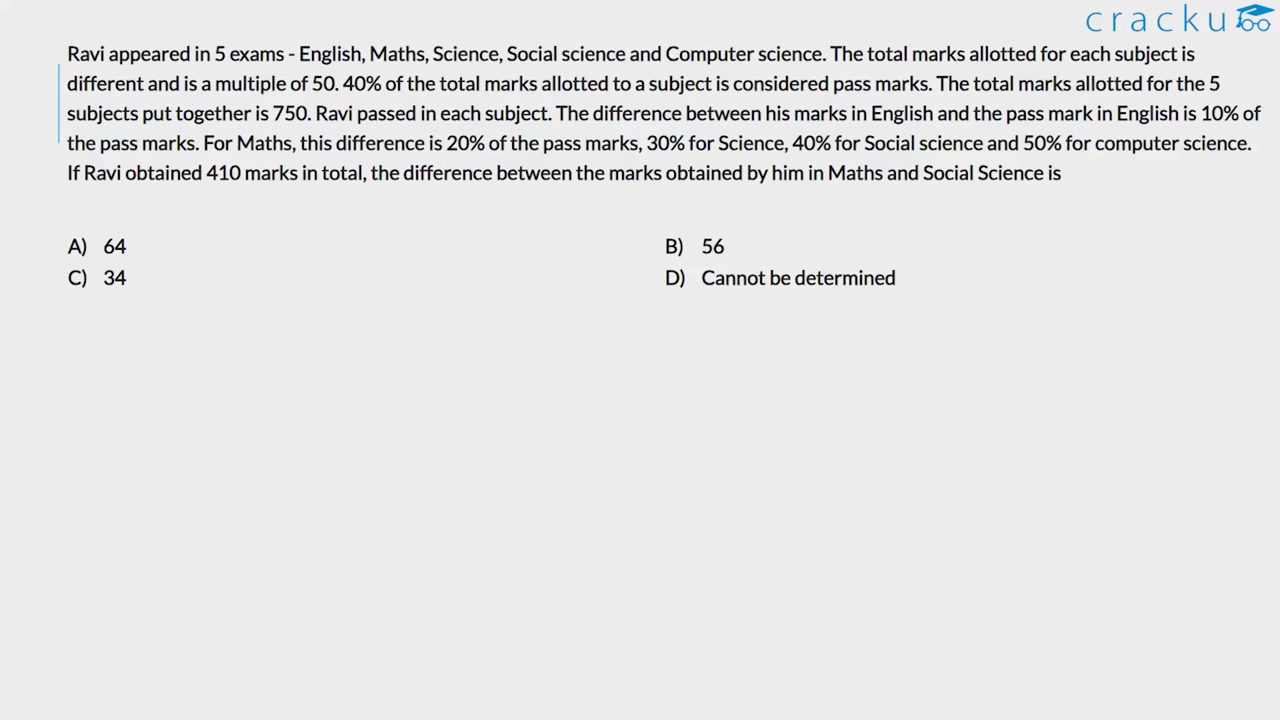 cracku
Ravi appeared in 5 exams - English, Maths, Science, Social science and Computer science. The total marks allotted for each subject is
different and is a multiple of 50. 40% of the total marks allotted to a subject is considered pass marks. The total marks allotted for the 5
subjects put together is 750. Ravi passed in each subject. The difference between his marks in English and the pass mark in English is 10% of
the pass marks. For Maths, this difference is 20% of the pass marks, 30% for Science, 40% for Social science and 50% for computer science.
If Ravi obtained 410 marks in total, the difference between the marks obtained by him in Maths and Social Science is
A) 64
B) 56
C) 34
D) Cannot be determined